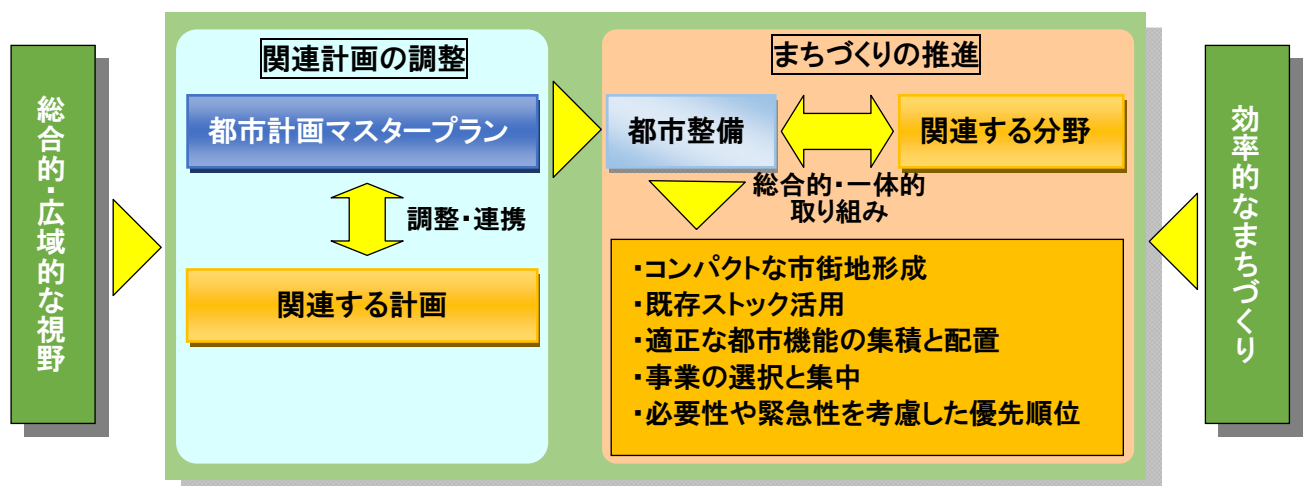 総合的・広域的な視野
関連計画の調整
都市計画マスタープラン
調整・連携
関連する計画
まちづくりの推進
都市整備
関連する分野
総合的・一体的
取り組み
・コンパクトな市街地形成
・既存ストック活用
・適正な都市機能の集積と配置
・事業の選択と集中
・必要性や緊急性を考慮した優先順位
効率的なまちづくり